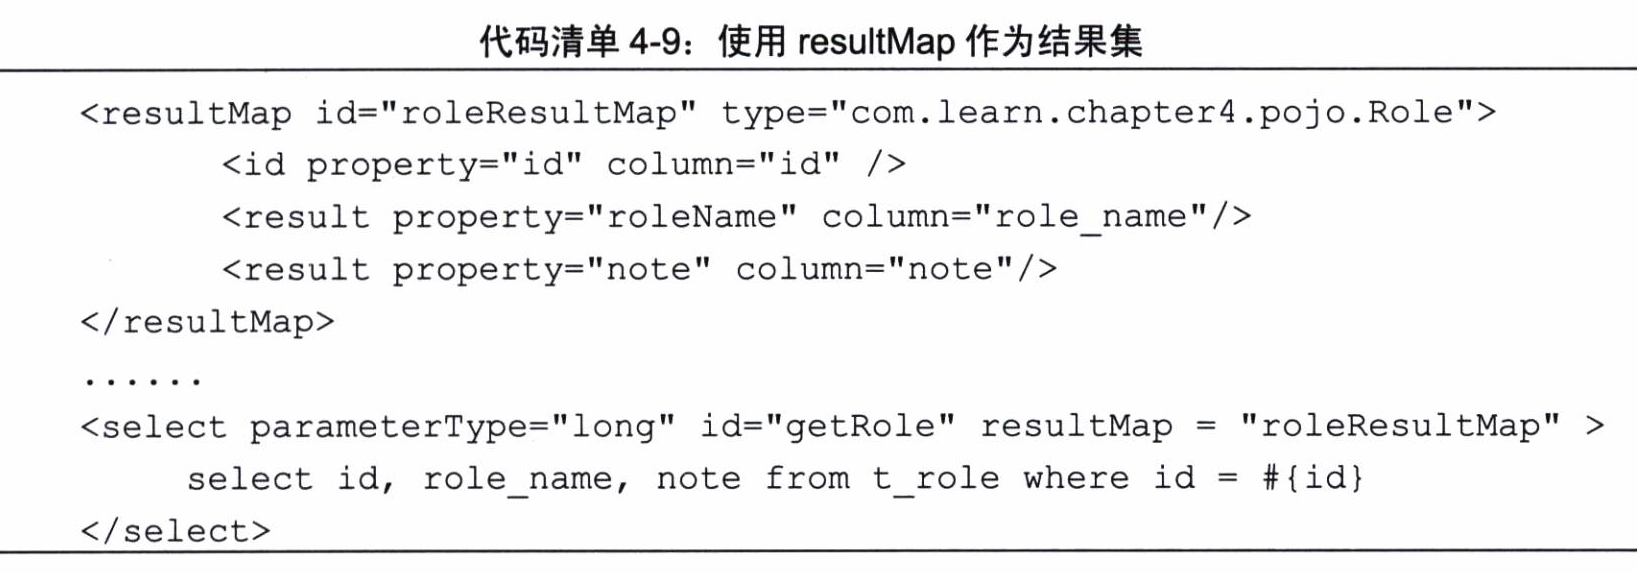 代码清单 4-9：使用 resultMap 作为结果集
<resultMap id="roleResultMap" type="com.learn.chapter4.pojo.Role">
<id property="id" column="id" />
<result property="roleName" column="role_name"/>
<result property="note" column="note"/>
</resultMap>
......
<select parameterType="long" id="getRole" resultMap = "roleResultMap" >
select id, role_name, note from t_role where id = #{id}
</select>